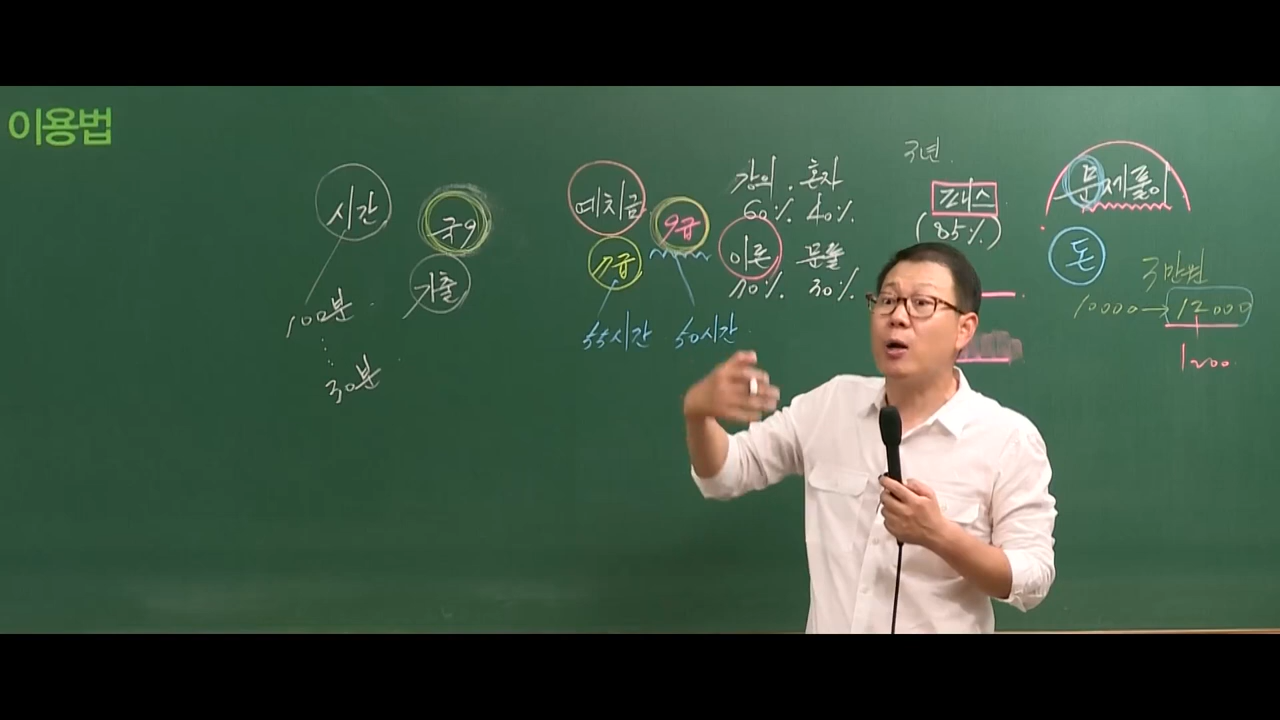 이용법
시간
국9
기출
100분
30분
예치금
9급
7급
55시간 50시간
강의 . 혼자
60% 40%
이론 문풀
70% 30%
3년
프패스
(85%)
문제풀이
돈
3만원
10000 → 12000
1200